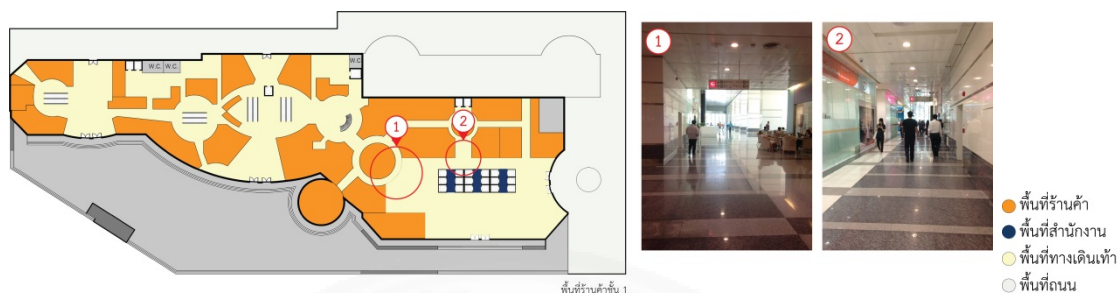 W.C.
W.C.
W.C.
1
2
พื้นที่ร้านค้าชั้น 1
1
2
พื้นที่ร้านค้า
พื้นที่สำนักงาน
พื้นที่ทางเดินเท้า
พื้นที่ถนน